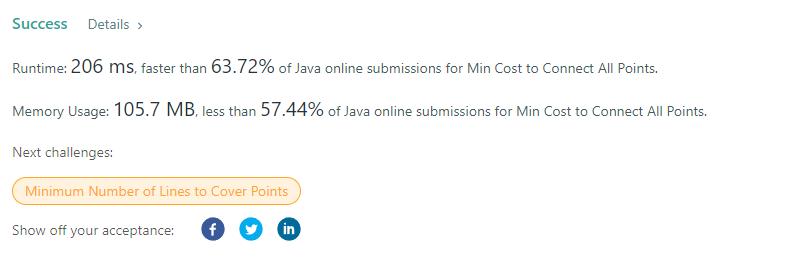 Success Details ›
Runtime: 206 ms, faster than 63.72% of Java online submissions for Min Cost to Connect All Points.
Memory Usage: 105.7 MB, less than 57.44% of Java online submissions for Min Cost to Connect All Points.
Next challenges:
Minimum Number of Lines to Cover Points
Show off your acceptance: f in